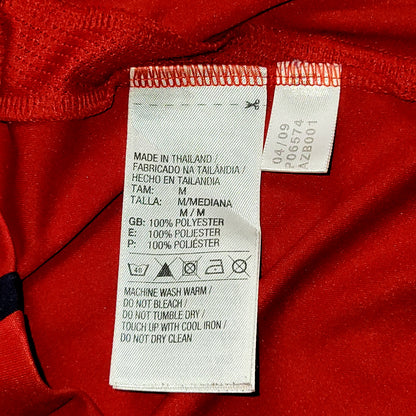 MADE IN THAILAND /
FABRICADO NA TAILÂNDIA /
HECHO EN TAILANDIA
TAM: M
TALLA: M/MEDIANA
M / M
GB: 100% POLYESTER
E: 100% POLIESTER
P: 100% POLIÉSTER
40
MACHINE WASH WARM /
DO NOT BLEACH /
DO NOT TUMBLE DRY /
TOUCH UP WITH COOL IRON /
DO NOT DRY CLEAN
04/09
P06574
AZB001